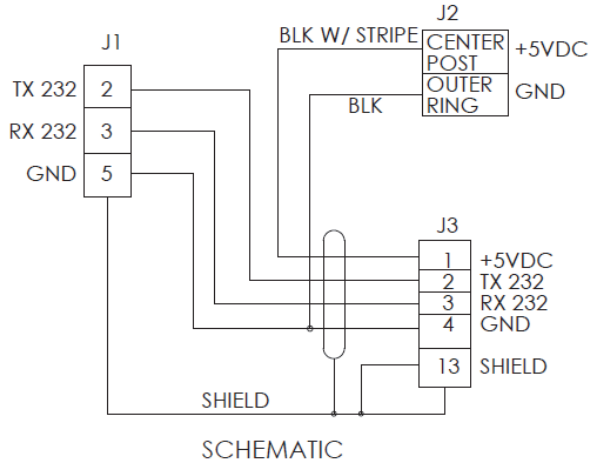 J2
BLK W/ STRIPE
CENTER
POST
+5VDC
OUTER
RING
GND
BLK
J1
TX 232 2
RX 232 3
GND 5
J3
1 +5VDC
2 TX 232
3 RX 232
4 GND
13 SHIELD
SHIELD
SCHEMATIC